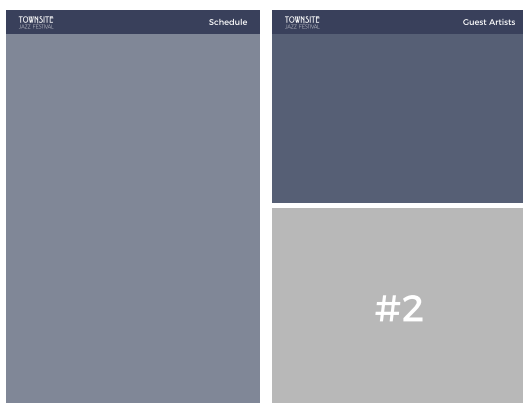 TOWNSITE
JAZZ FESTIVAL
Schedule
TOWNSITE
JAZZ FESTIVAL
Guest Artists
#2